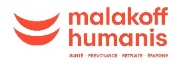 malakoff
humanis
SANTÉ - PRÉVOYANCE - RETRAITE - ÉPARGNE